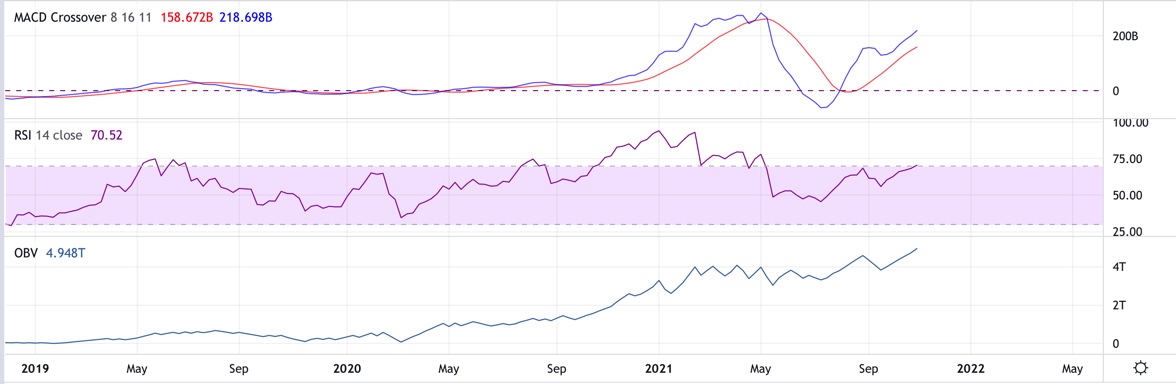 MACD Crossover 8 16 11 158.672B 218.698B
200B
0
100.00
RSI 14 close 70.52
75.00
50.00
25.00
OBV 4.948T
4T
2T
0
2019 May Sep 2020 May Sep 2021 May Sep 2022 May